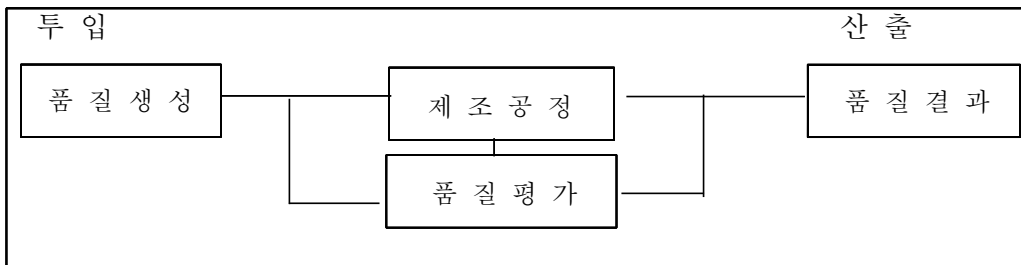 투 입 산 출
품 질 생 성 제 조 공 정 품 질 결 과
품 질 평 가